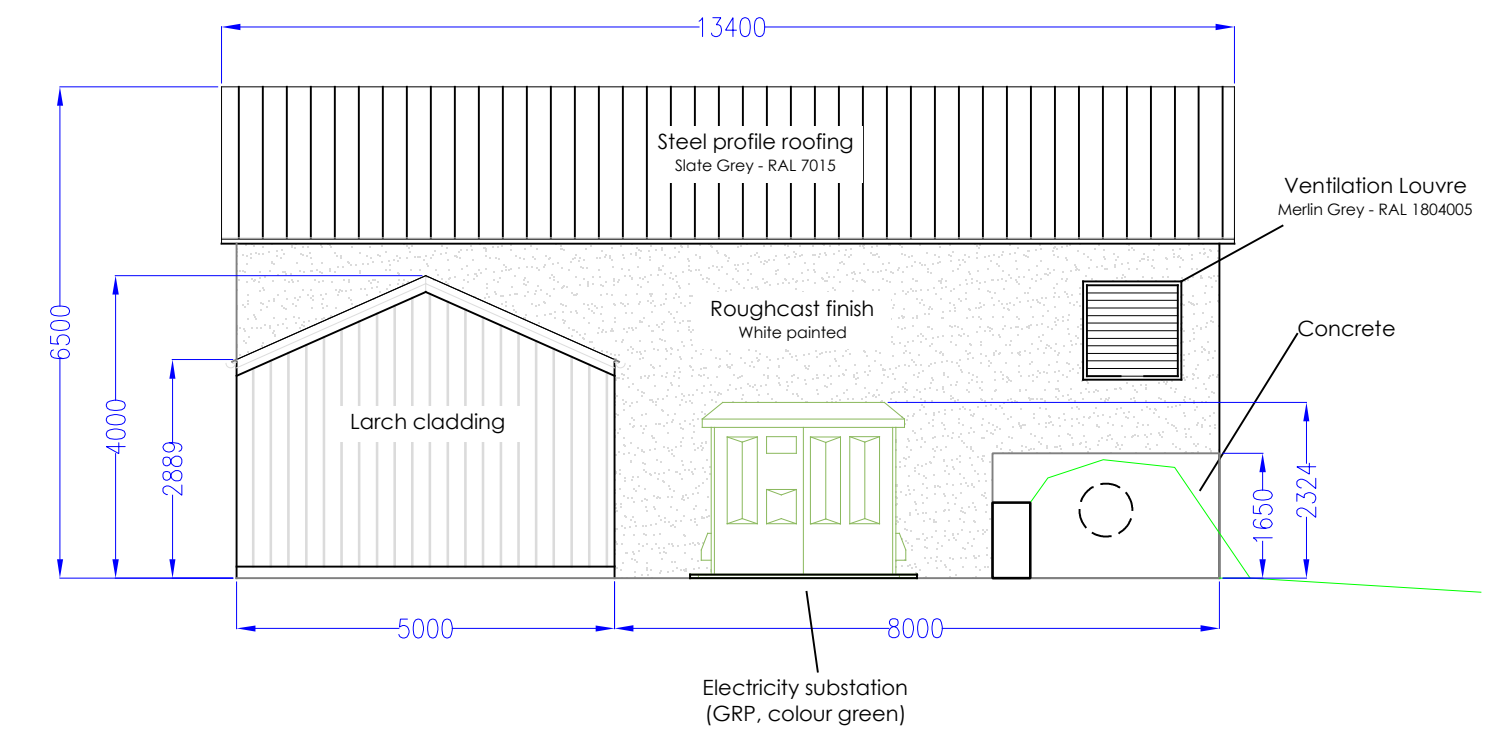 13400
Steel profile roofing
Slate Grey - RAL 7015
Ventilation Louvre
Merlin Grey - RAL 1804005
6500
Roughcast finish
White painted
Concrete
4000
2889
Larch cladding
1650
2324
5000
8000
Electricity substation
(GRP, colour green)